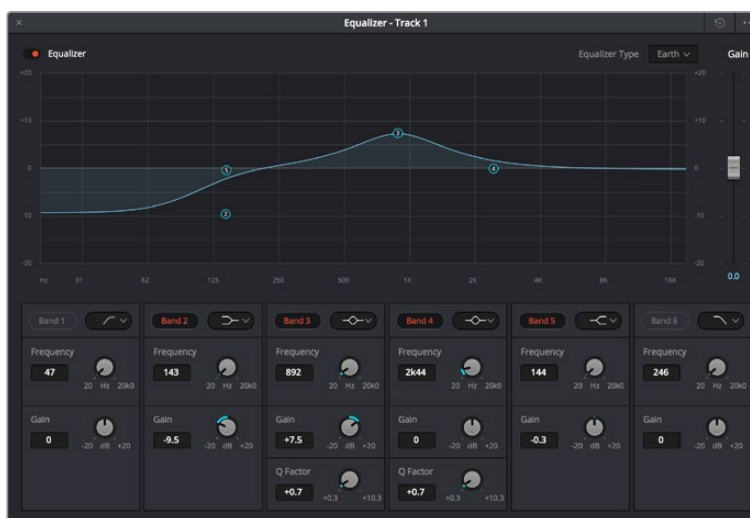 × Equalizer - Track 1
Equalizer Equalizer Type Earth Gain
+20 +20
+10 +10
0 0
-10 -10
-20 -20
5 2 3 4
Hz 31 62 125 250 500 1K 2K 4K 8K 16K
0.0
Band 1 Band 2 Band 3 Band 4 Band 5 Band 6
Frequency Frequency Frequency Frequency Frequency Frequency
47 143 892 2k44 144 246
20 Hz 20k0 20 Hz 20k0 20 Hz 20k0 20 Hz 20k0 20 Hz 20k0 20 Hz 20k0
Gain Gain Gain Gain Gain Gain
0 -9.5 +7.5 0 -0.3 0
-20 dB +20 -20 dB +20 -20 dB +20 -20 dB +20 -20 dB +20 -20 dB +20
Q Factor Q Factor
+0.7 +0.7
+0.3 +10.3 +0.3 +10.3